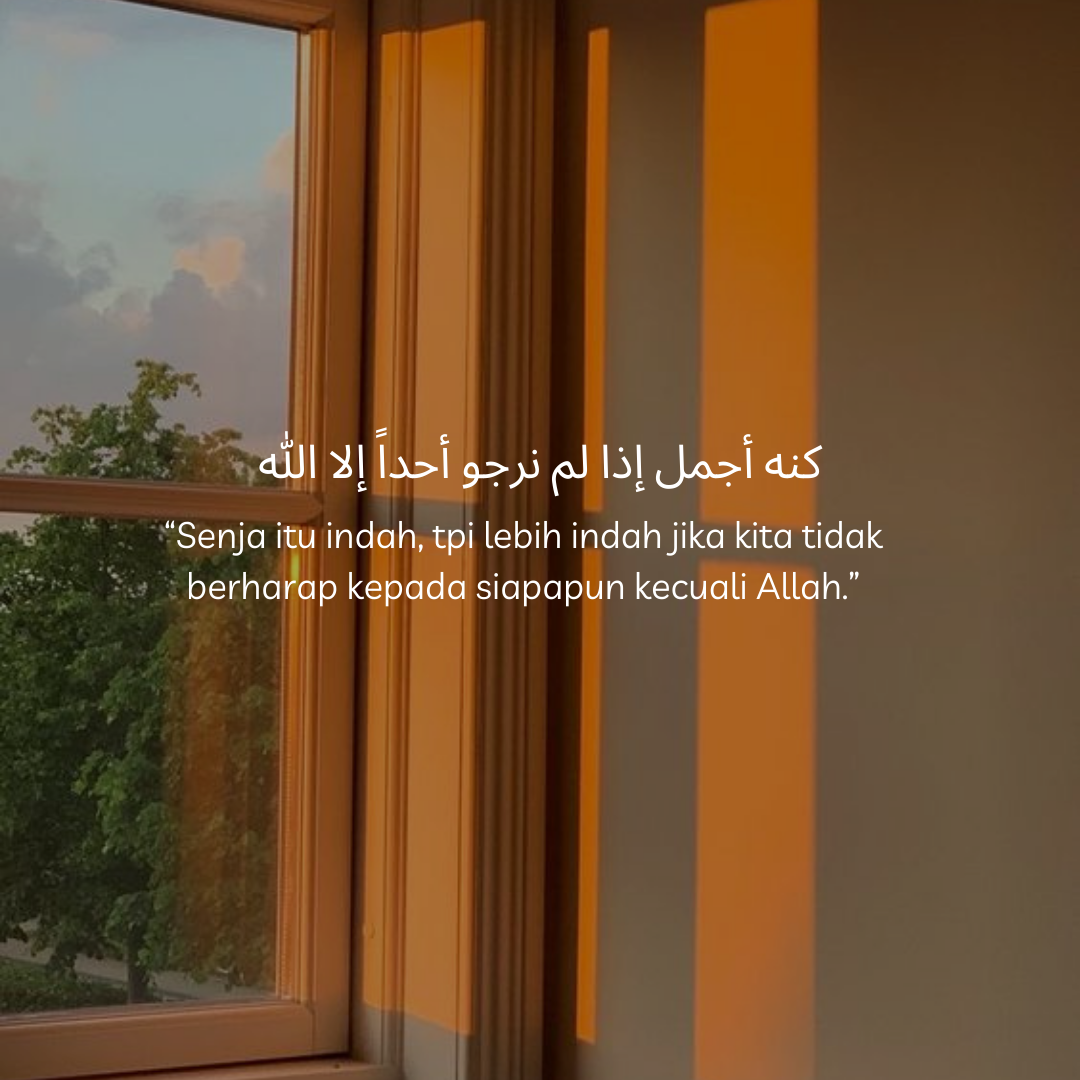 كنه أجمل إذا لم نرجو أحداً إلا الله
“Senja itu indah, tpi lebih indah jika kita tidak
berharap kepada siapapun kecuali Allah.”